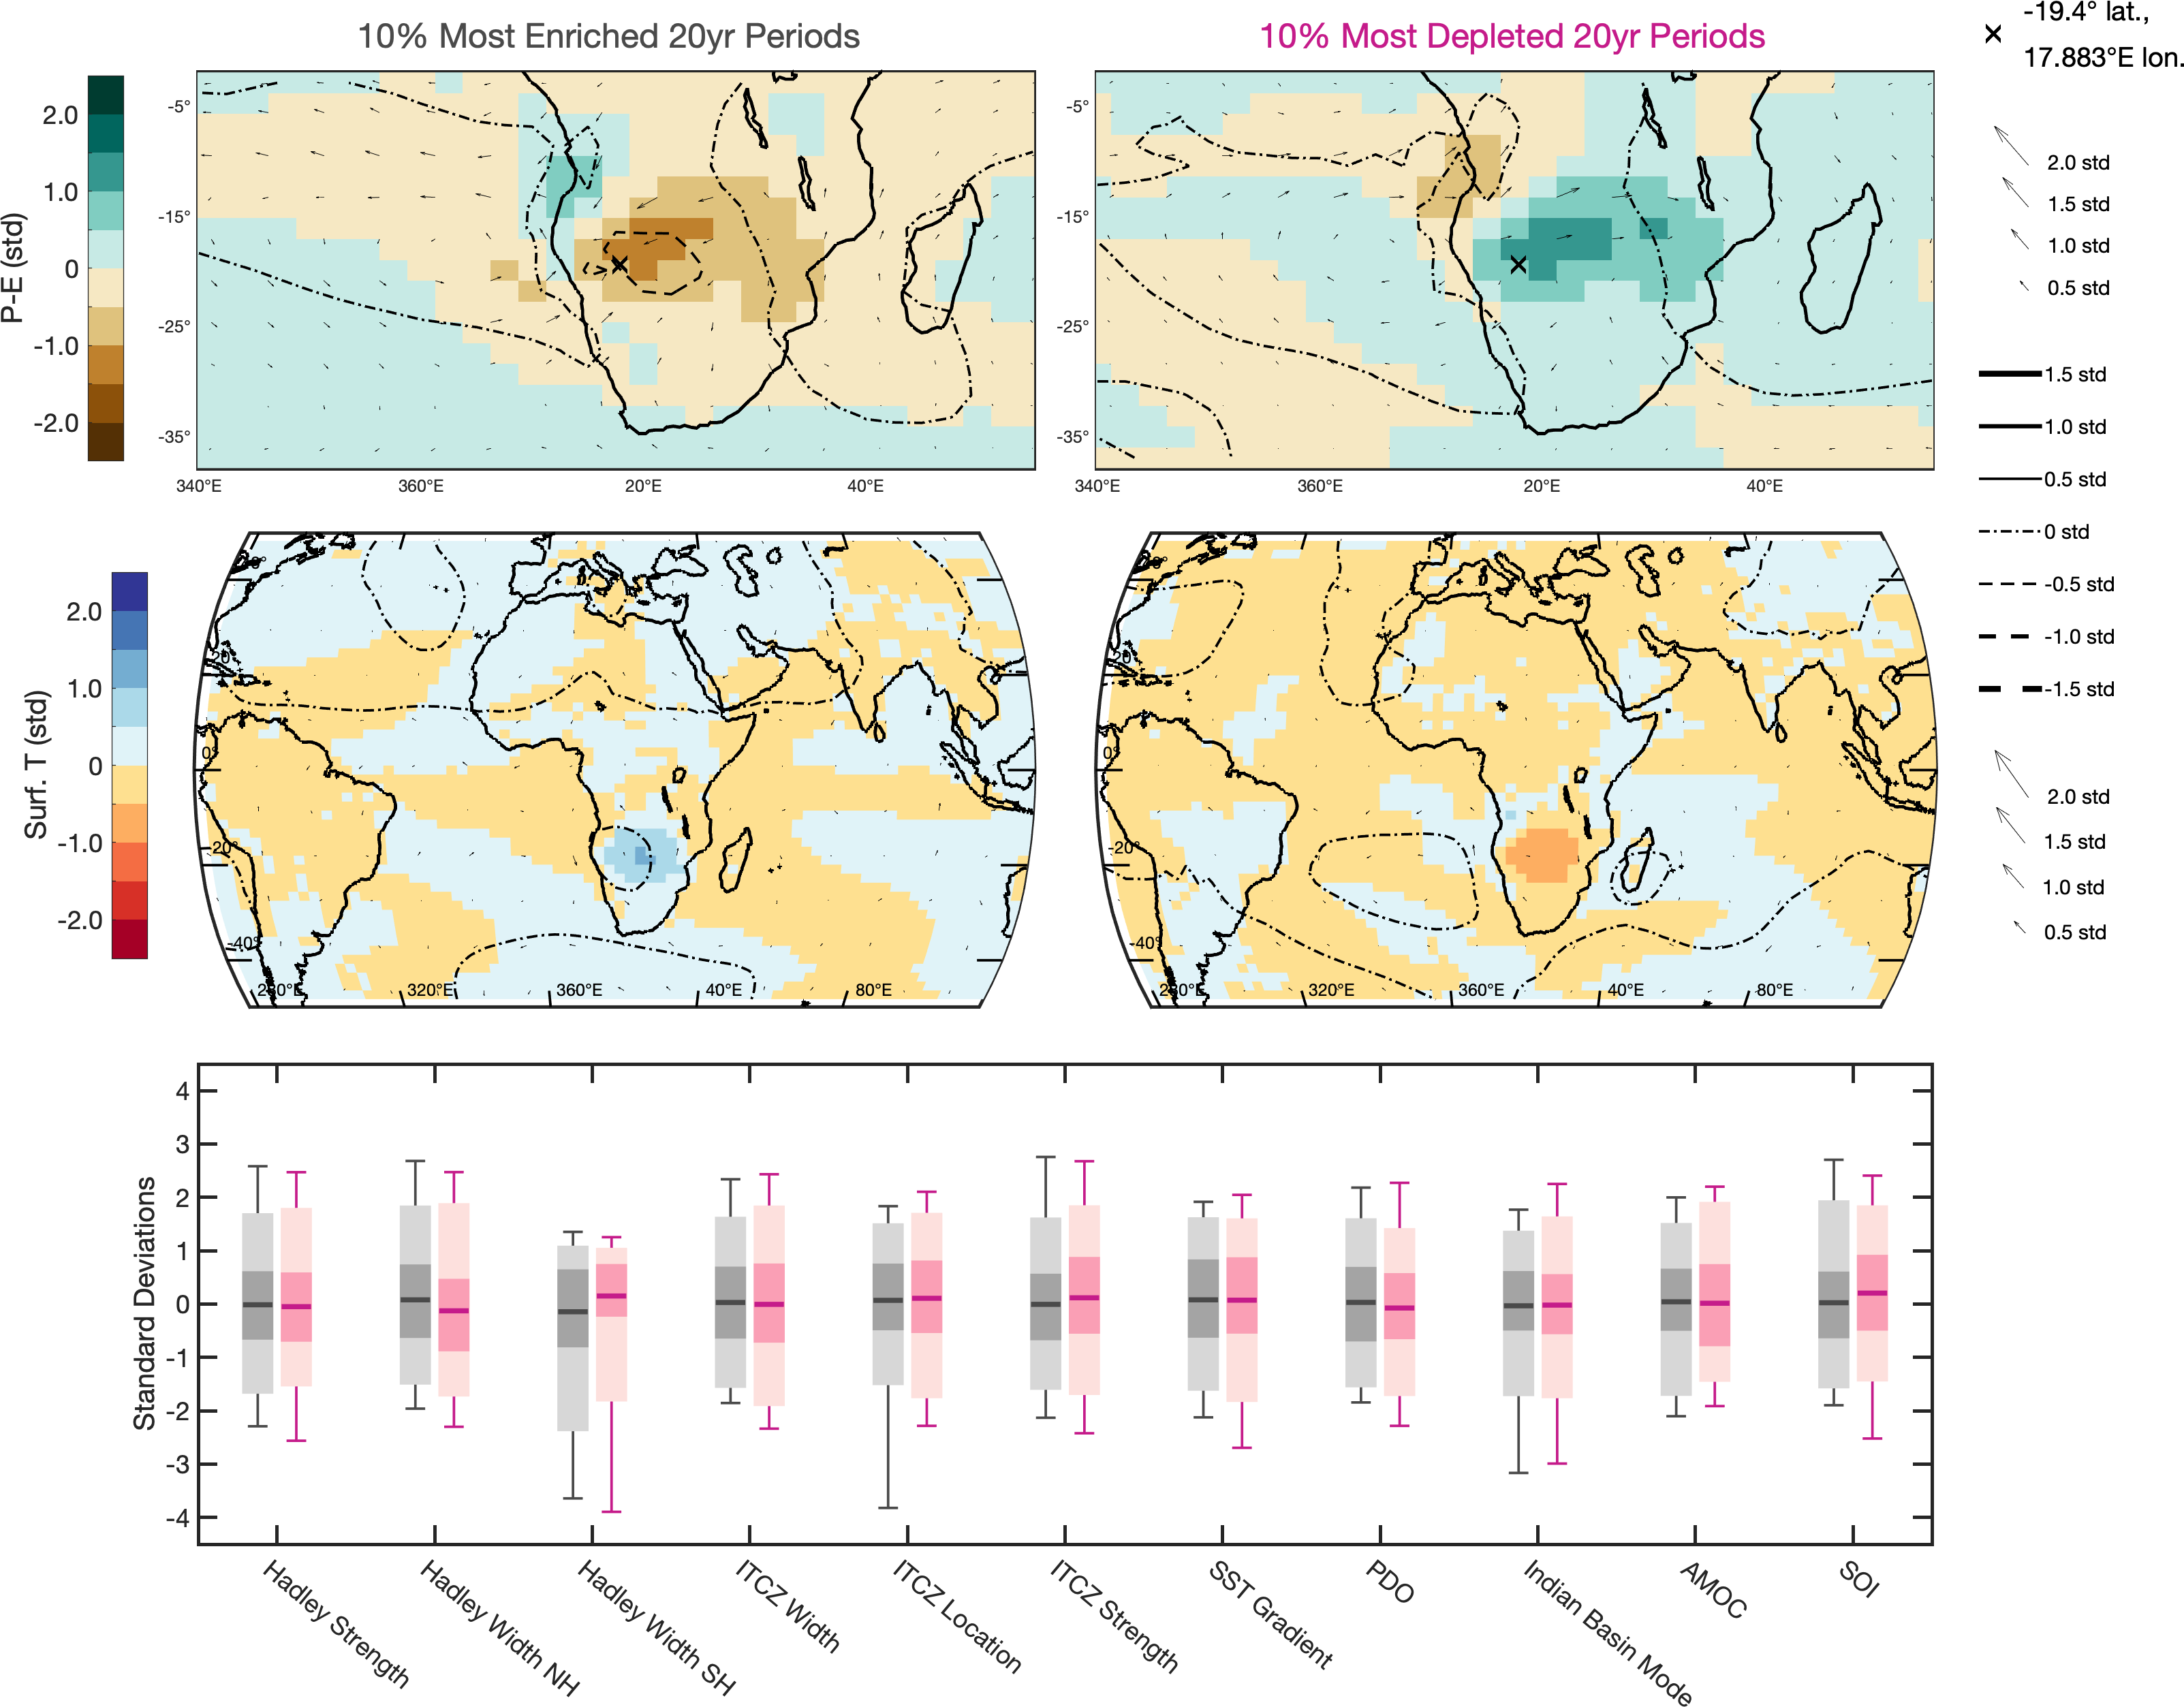 10% Most Enriched 20yr Periods
10% Most Depleted 20yr Periods
-19.4° lat.,
17.883°E lon.
P-E (std)
2.0
1.0
0
-1.0
-2.0
-5°
-15°
-25°
-35°
340°E
360°E
20°E
40°E
-5°
-15°
-25°
-35°
340°E
360°E
20°E
40°E
2.0 std
1.5 std
1.0 std
0.5 std
1.5 std
1.0 std
0.5 std
0 std
-0.5 std
-1.0 std
-1.5 std
Surf. T (std)
2.0
1.0
0
-1.0
-2.0
20°
0°
-20°
-40°
280°E
320°E
360°E
40°E
80°E
20°
0°
-20°
-40°
280°E
320°E
360°E
40°E
80°E
2.0 std
1.5 std
1.0 std
0.5 std
Standard Deviations
4
3
2
1
0
-1
-2
-3
-4
Hadley Strength
Hadley Width NH
Hadley Width SH
ITCZ Width
ITCZ Location
ITCZ Strength
SST Gradient
PDO
Indian Basin Mode
AMOC
SOI